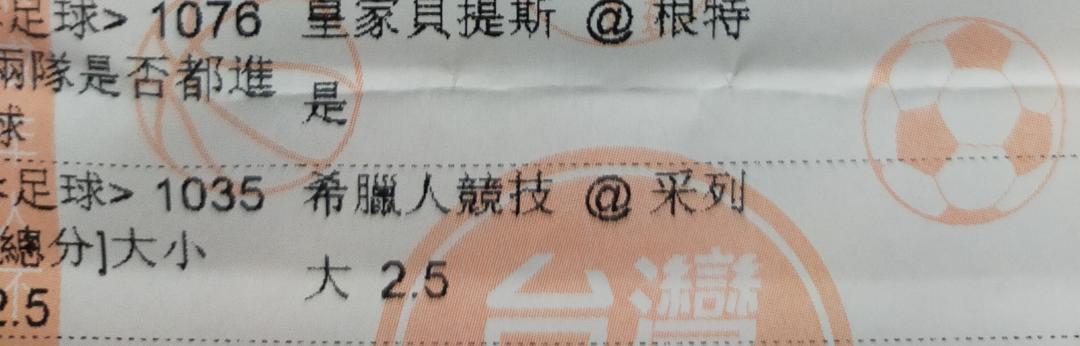 足球> 1076 皇家貝提斯 @ 根特
兩隊是否都進 是
球
足球> 1035 希臘人競技 @ 采列
總分]大小
大 2.5
2.5
台灣